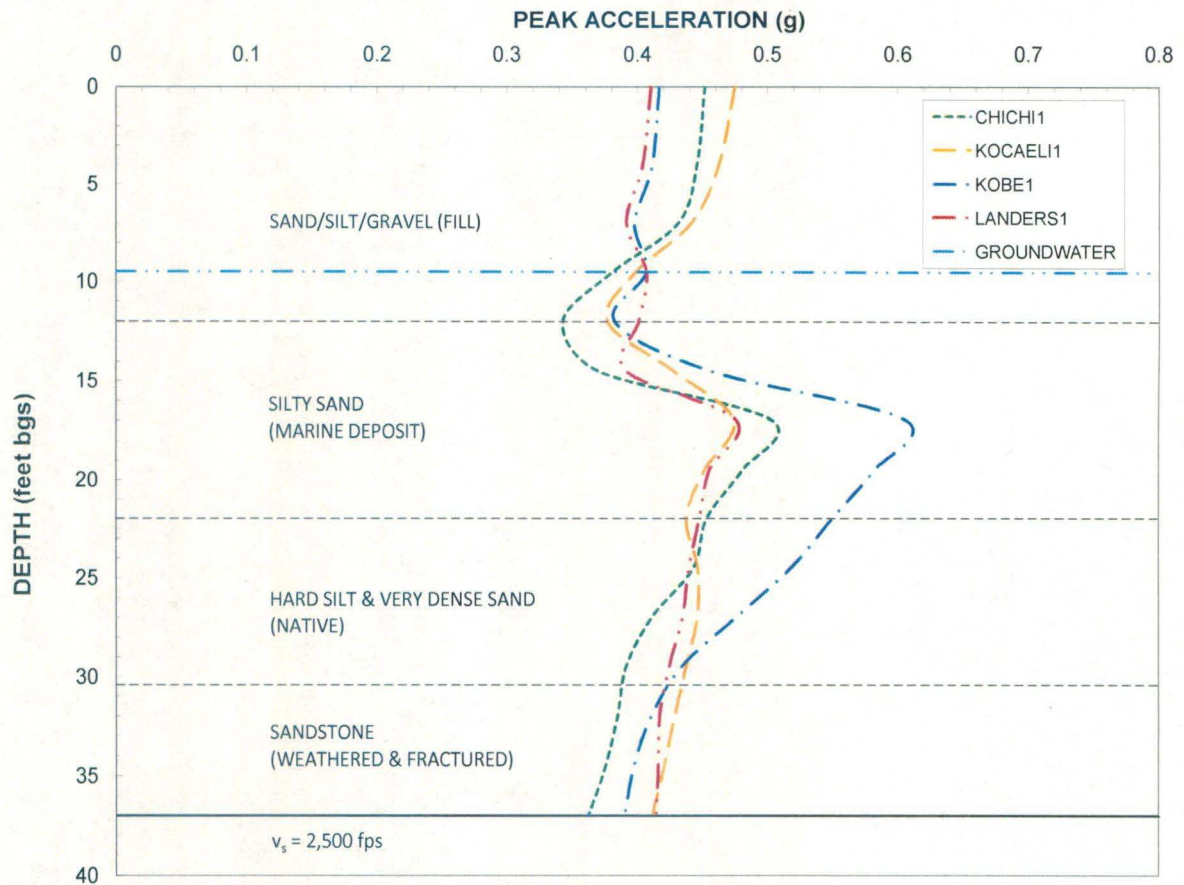 PEAK ACCELERATION (g)
0 0.1 0.2 0.3 0.4 0.5 0.6 0.7 0.8
DEPTH (feet bgs)
0
5
10
15
20
25
30
35
40
CHICHI1
KOCAELI1
KOBE1
LANDERS1
GROUNDWATER
SAND/SILT/GRAVEL (FILL)
SILTY SAND
(MARINE DEPOSIT)
HARD SILT & VERY DENSE SAND
(NATIVE)
SANDSTONE
(WEATHERED & FRACTURED)
vs = 2,500 fps